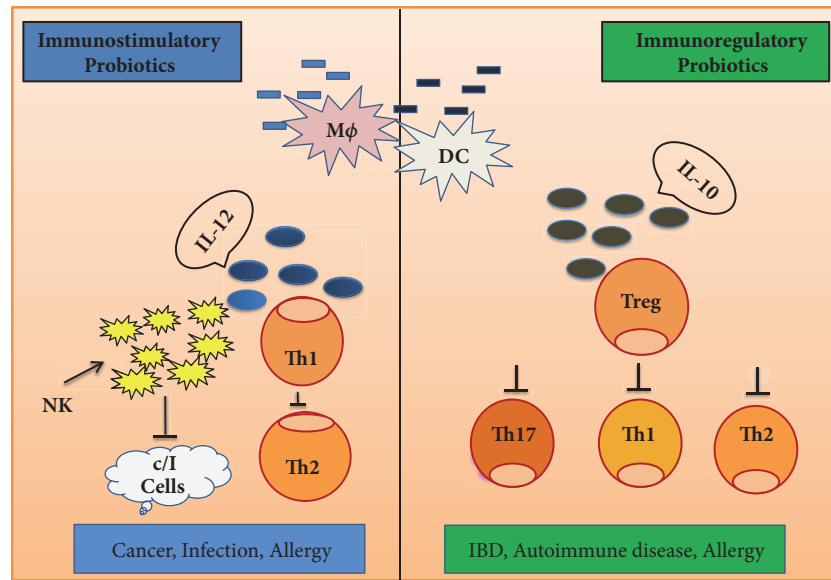 Immunostimulatory
Probiotics
Immunoregulatory
Probiotics
Mϕ
DC
IL-12
IL-10
Treg
Th1
NK
Th17
Th1
Th2
Th2
c/I
Cells
Cancer, Infection, Allergy
IBD, Autoimmune disease, Allergy